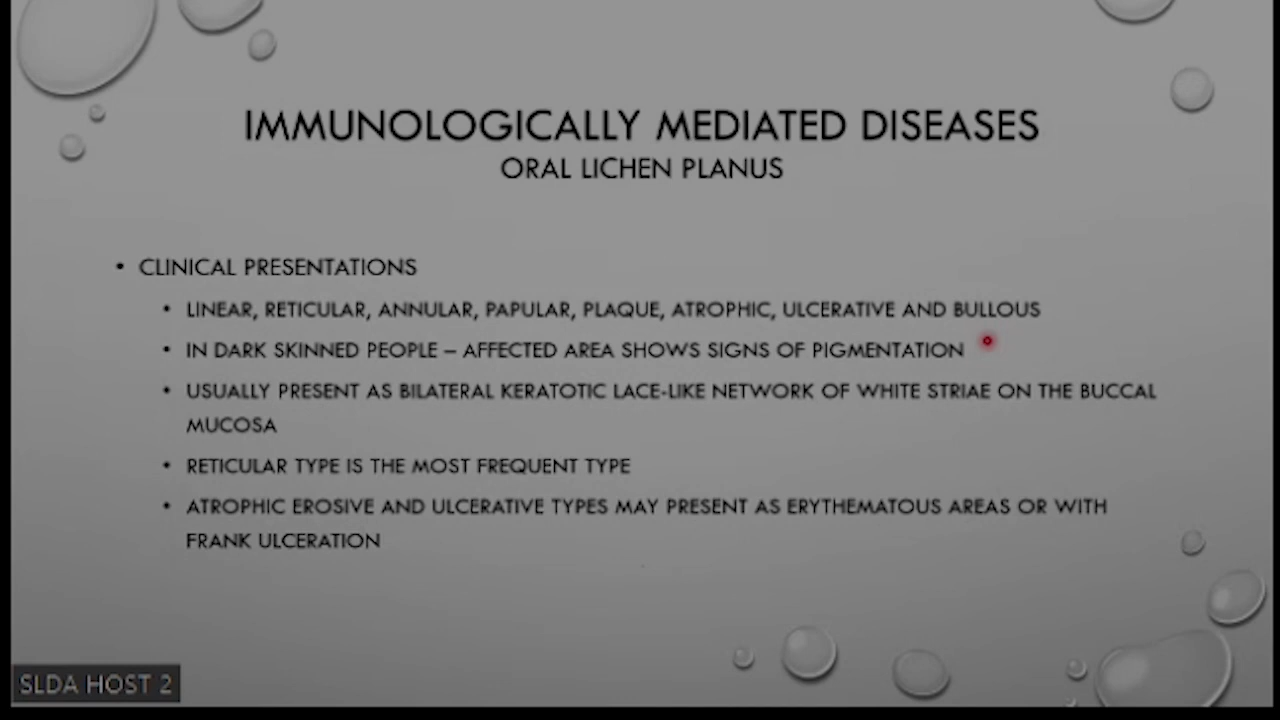 IMMUNOLOGICALLY MEDIATED DISEASES
ORAL LICHEN PLANUS
• CLINICAL PRESENTATIONS
• LINEAR, RETICULAR, ANNULAR, PAPULAR, PLAQUE, ATROPHIC, ULCERATIVE AND BULLOUS
• IN DARK SKINNED PEOPLE – AFFECTED AREA SHOWS SIGNS OF PIGMENTATION
• USUALLY PRESENT AS BILATERAL KERATOTIC LACE-LIKE NETWORK OF WHITE STRIAE ON THE BUCCAL
MUCOSA
• RETICULAR TYPE IS THE MOST FREQUENT TYPE
• ATROPHIC EROSIVE AND ULCERATIVE TYPES MAY PRESENT AS ERYTHEMATOUS AREAS OR WITH
FRANK ULCERATION
SLDA HOST 2